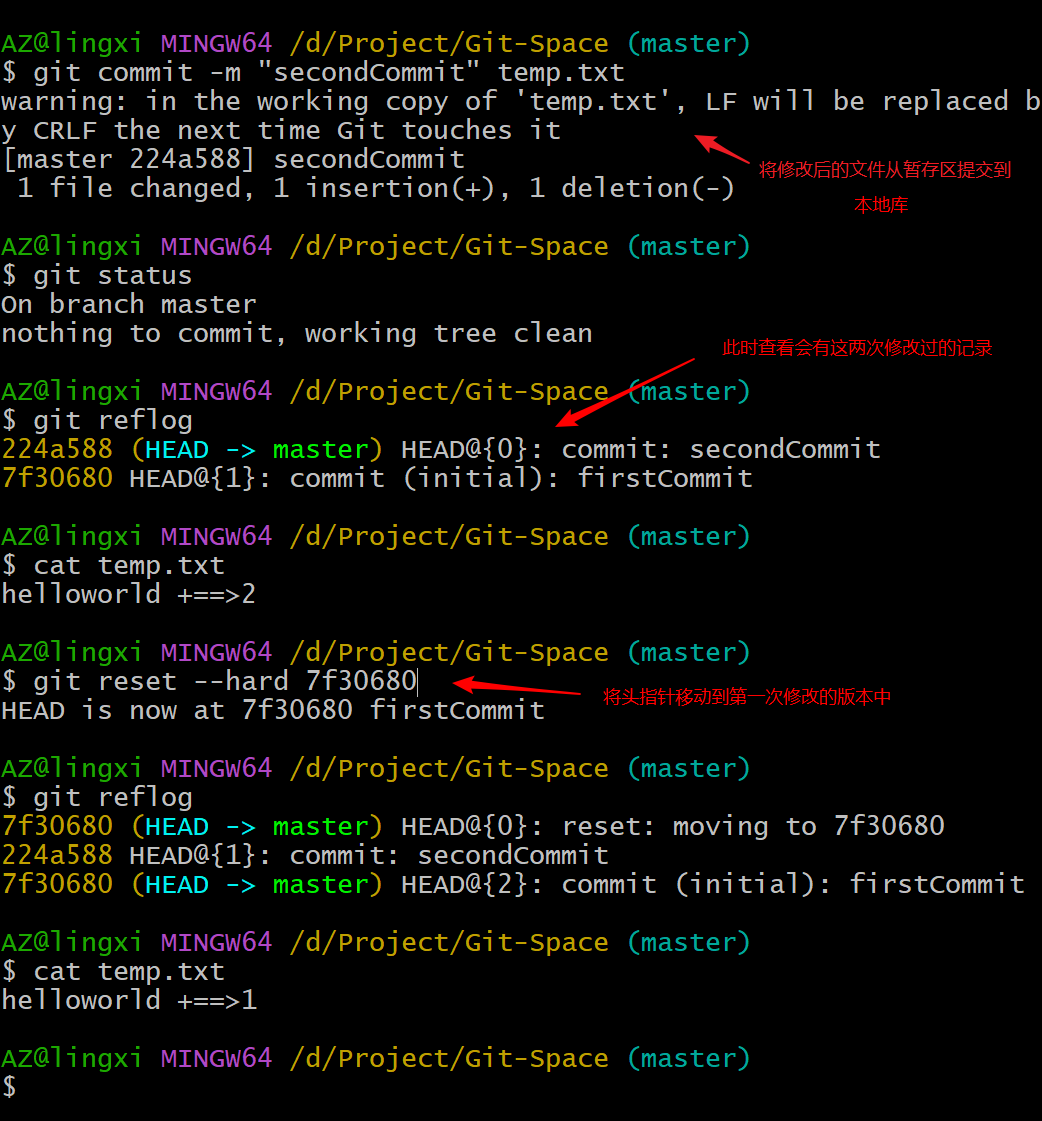 AZ@lingxi MINGW64 /d/Project/Git-Space (master)
$ git commit -m "secondCommit" temp.txt
warning: in the working copy of 'temp.txt', LF will be replaced b
y CRLF the next time Git touches it
[master 224a588] secondCommit
1 file changed, 1 insertion(+), 1 deletion(-)
将修改后的文件从暂存区提交到
本地库
AZ@lingxi MINGW64 /d/Project/Git-Space (master)
$ git status
On branch master
nothing to commit, working tree clean
此时查看会有这两次修改过的记录
AZ@lingxi MINGW64 /d/Project/Git-Space (master)
$ git reflog
224a588 (HEAD -> master) HEAD@{0}: commit: secondCommit
7f30680 HEAD@{1}: commit (initial): firstCommit
AZ@lingxi MINGW64 /d/Project/Git-Space (master)
$ cat temp.txt
helloworld +==>2
AZ@lingxi MINGW64 /d/Project/Git-Space (master)
$ git reset --hard 7f30680
将头指针移动到第一次修改的版本中
HEAD is now at 7f30680 firstCommit
AZ@lingxi MINGW64 /d/Project/Git-Space (master)
$ git reflog
7f30680 (HEAD -> master) HEAD@{0}: reset: moving to 7f30680
224a588 HEAD@{1}: commit: secondCommit
7f30680 (HEAD -> master) HEAD@{2}: commit (initial): firstCommit
AZ@lingxi MINGW64 /d/Project/Git-Space (master)
$ cat temp.txt
helloworld +==>1
AZ@lingxi MINGW64 /d/Project/Git-Space (master)
$